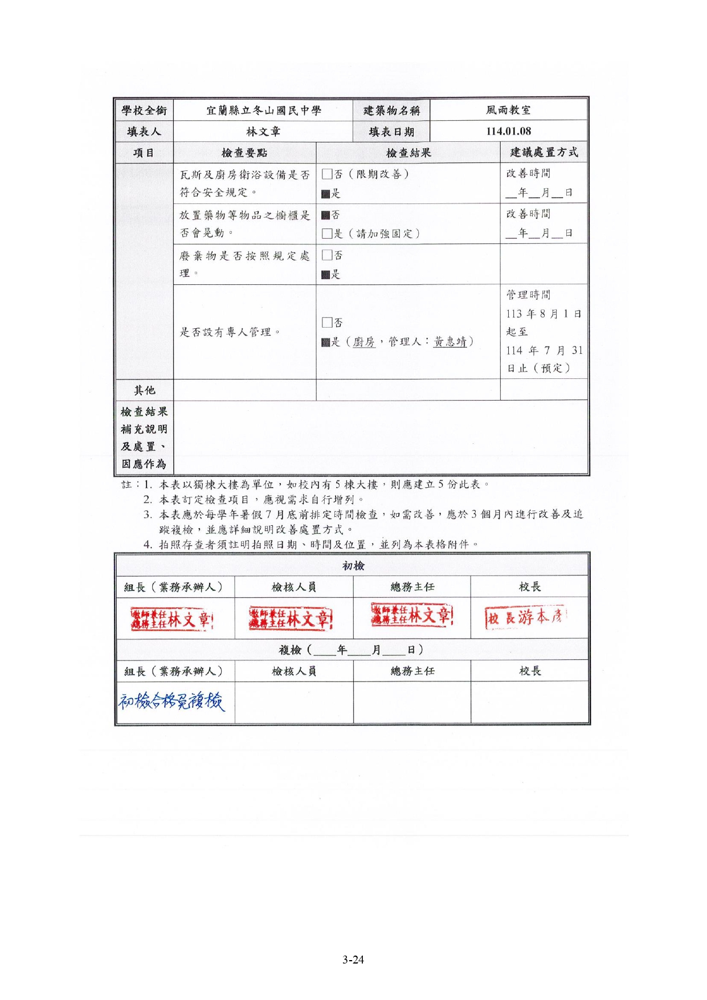 學校全銜 宜蘭縣立冬山國民中學 建築物名稱 風雨教室
填表人 林文章 填表日期 114.01.08
項目 檢查要點 檢查結果 建議處置方式
瓦斯及廚房衛浴設備是否
符合安全規定。
□否（限期改善）
■是
改善時間
__年__月__日
放置藥物等物品之櫥櫃是
否會晃動。
■否
□是（請加強固定）
改善時間
__年__月__日
廢棄物是否按照規定處
理。
□否
■是
是否設有專人管理。
□否
■是（廚房，管理人：黃惠靖）
管理時間
113 年 8 月 1 日
起至
114 年 7 月 31
日止（預定）
其他
檢查結果
補充說明
及處置、
因應作為
註：1. 本表以獨棟大樓為單位，如校內有 5 棟大樓，則應建立 5 份此表。
2. 本表訂定檢查項目，應視需求自行增列。
3. 本表應於每學年暑假 7 月底前排定時間檢查，如需改善，應於 3 個月內進行改善及追
蹤複檢，並應詳細說明改善處置方式。
4. 拍照存查者須註明拍照日期、時間及位置，並列為本表格附件。
初檢
組長（業務承辦人） 檢核人員 總務主任 校長
教師兼任
總務主任 林文章
教師兼任
總務主任 林文章
教師兼任
總務主任 林文章
校長游本彥
複檢（____年____月____日）
組長（業務承辦人） 檢核人員 總務主任 校長
初檢合格免複檢
3-24